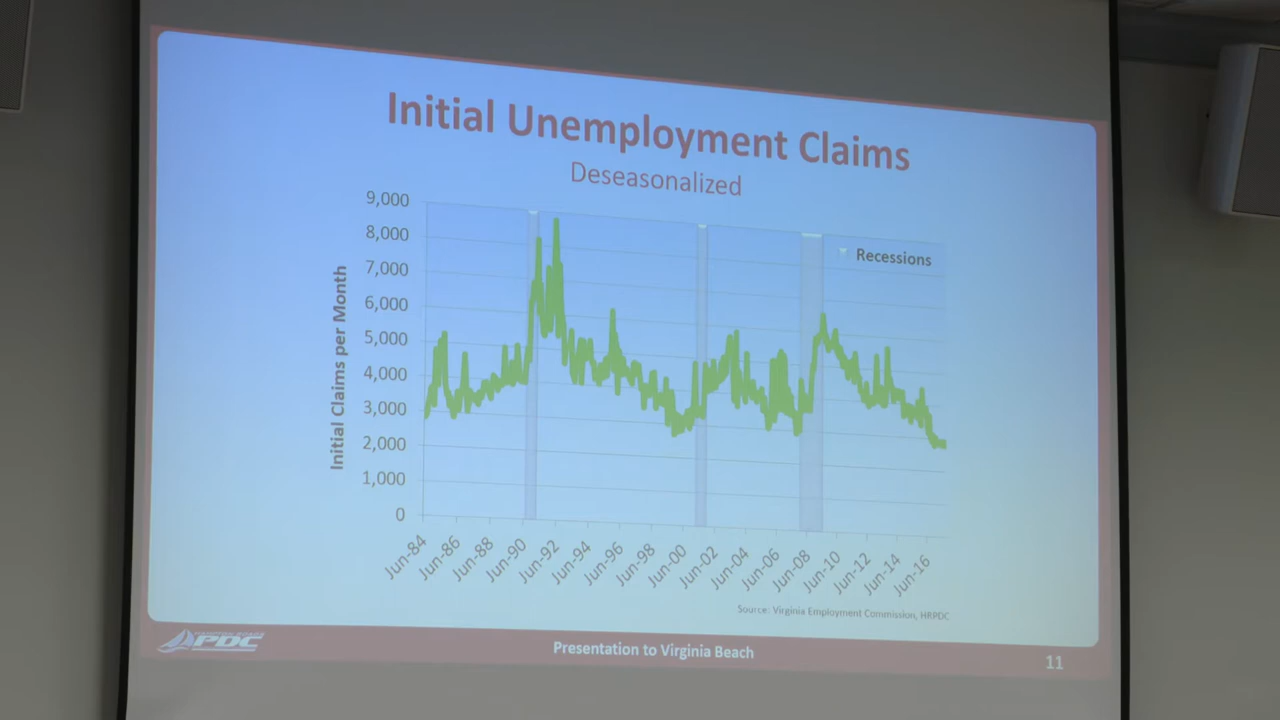 Initial Unemployment Claims
Deseasonalized
Initial Claims per Month
9,000
8,000
7,000
6,000
5,000
4,000
3,000
2,000
1,000
0
Recessions
Jun-84
Jun-86
Jun-88
Jun-90
Jun-92
Jun-94
Jun-96
Jun-98
Jun-00
Jun-02
Jun-04
Jun-06
Jun-08
Jun-10
Jun-12
Jun-14
Jun-16
Source: Virginia Employment Commission, HRPDC
PDC
Presentation to Virginia Beach
11